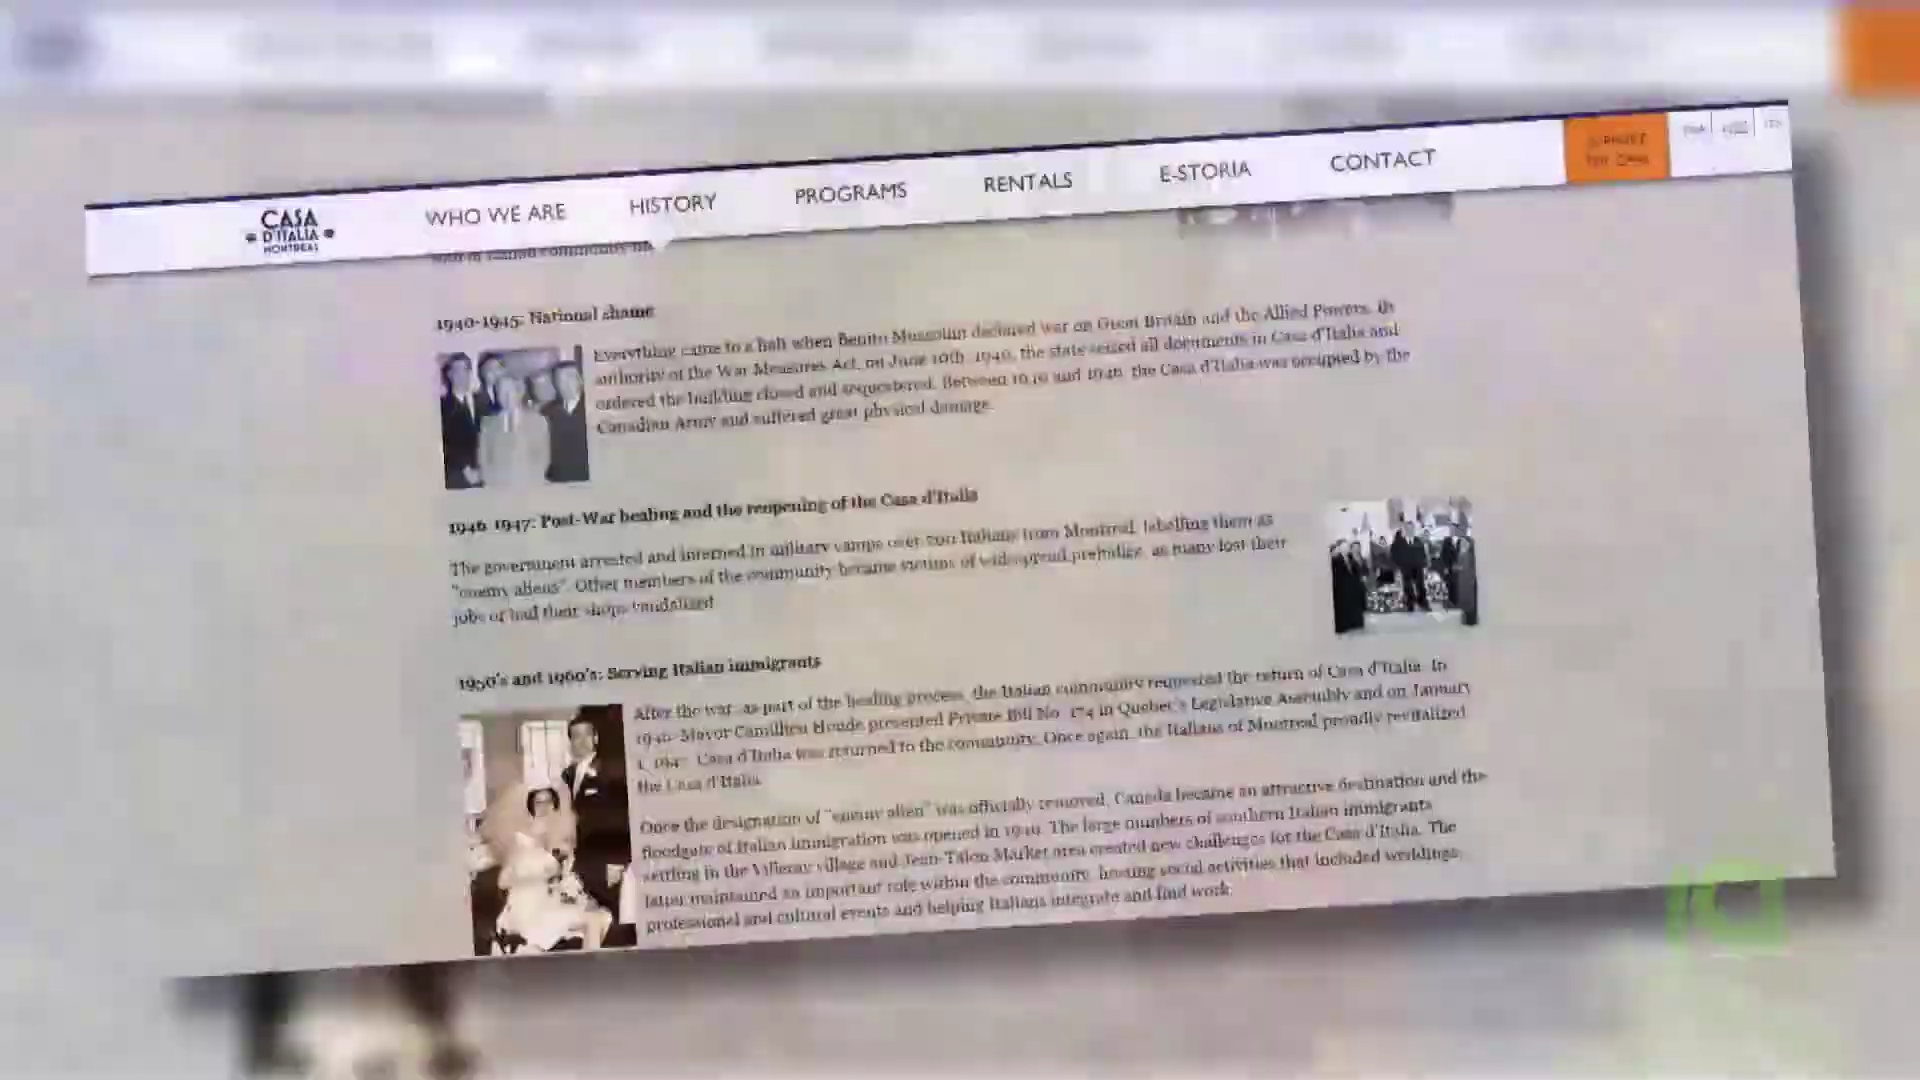 CASA
D'ITALIA
MONTREAL
WHO WE ARE
HISTORY
PROGRAMS
RENTALS
E-STORIA
CONTACT
SUPPORT
THE CASA
1940-1945: National shame
Everything came to a halt when Benito Mussolini declared war on Great Britain and the Allied Powers. By
authority of the War Measures Act, on June 10th, 1940, the state seized all documents in Casa d'Italia and
ordered the building closed and sequestered. Between 1940 and 1946, the Casa d'Italia was occupied by the
Canadian Army and suffered great physical damage.
1946-1947: Post-War healing and the reopening of the Casa d'Italia
The government arrested and interned in military camps over 200 Italians from Montreal, labelling them as
"enemy aliens". Other members of the community became victims of widespread prejudice, as many lost their
jobs or had their shops vandalized.
1950's and 1960's: Serving Italian immigrants
After the war, as part of the healing process, the Italian community requested the return of Casa d'Italia. In
1946, Mayor Camillien Houde presented Private Bill No. 174 in Quebec's Legislative Assembly and on January
1, 1947, Casa d'Italia was returned to the community. Once again, the Italians of Montreal proudly revitalized
the Casa d'Italia.
Once the designation of "enemy alien" was officially removed, Canada became an attractive destination and the
floodgate of Italian immigration was opened in 1949. The large numbers of southern Italian immigrants
settling in the Villeray village and Jean-Talon Market area created new challenges for the Casa d'Italia. The
latter maintained an important role within the community, hosting social activities that included weddings,
professional and cultural events and helping Italians integrate and find work.